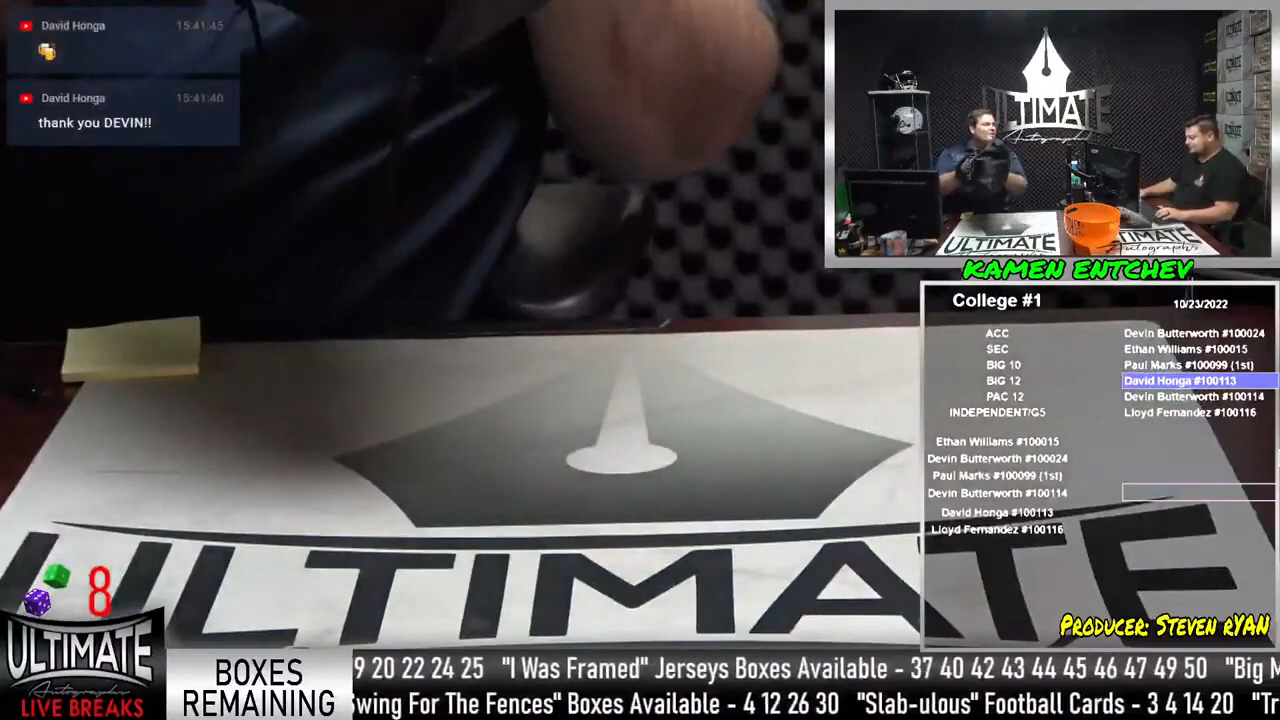 David Honga 15:41:45
David Honga 15:41:40
thank you DEVIN!!
ULTIMATE
Autographs
ULTIMATE
ULTIMATE
Autographs
KAMEN ENTCHEV
College #1 10/23/2022
ACC Devin Butterworth #100024
SEC Ethan Williams #100015
BIG 10 Paul Marks #100099 (1st)
BIG 12 David Honga #100113
PAC 12 Devin Butterworth #100114
INDEPENDENT/G5 Lloyd Fernandez #100116
Ethan Williams #100015
Devin Butterworth #100024
Paul Marks #100099 (1st)
Devin Butterworth #100114
David Honga #100113
Lloyd Fernandez #100116
ULTIMATE
Producer: Steven rYAN
8
ULTIMATE
Autographs
LIVE BREAKS
BOXES
REMAINING
9 20 22 24 25 "I Was Framed" Jerseys Boxes Available - 37 40 42 43 44 45 46 47 49 50 "Big M
wing For The Fences" Boxes Available - 4 12 26 30 "Slab-ulous" Football Cards - 3 4 14 20 "Tr